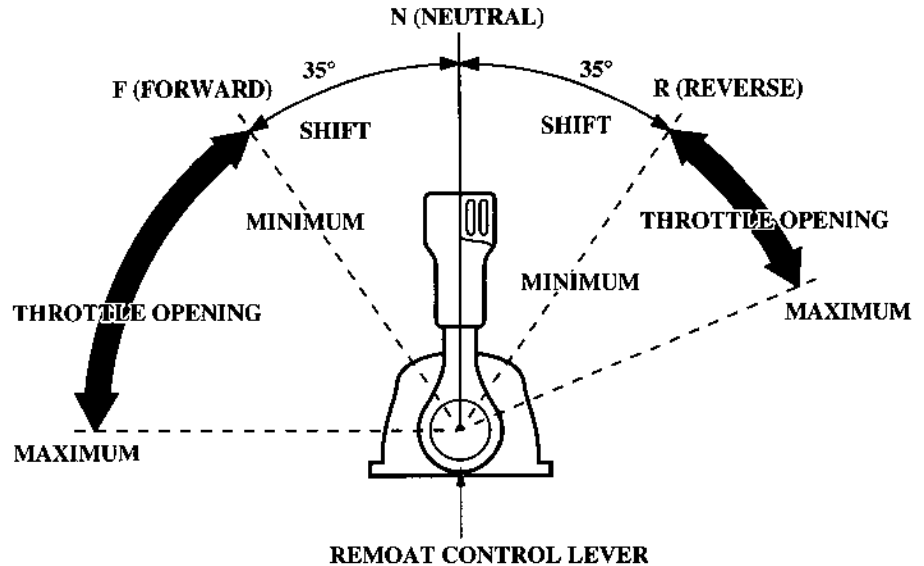 N (NEUTRAL)
35°
35°
F (FORWARD)
R (REVERSE)
SHIFT
SHIFT
MINIMUM
THROTTLE OPENING
MINIMUM
THROTTLE OPENING
MAXIMUM
MAXIMUM
REMOAT CONTROL LEVER